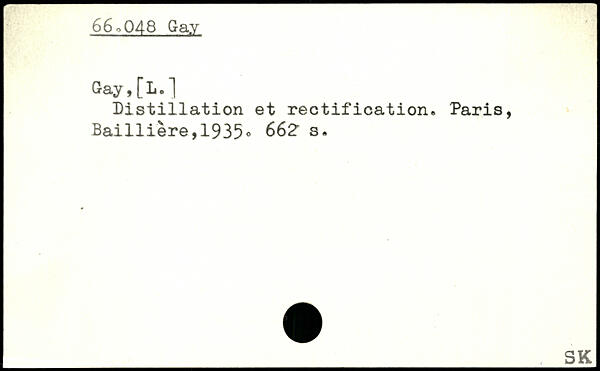 66.048 Gay
Gay,[L.]
Distillation et rectification. Paris,
Baillière,1935. 662 s.
SK